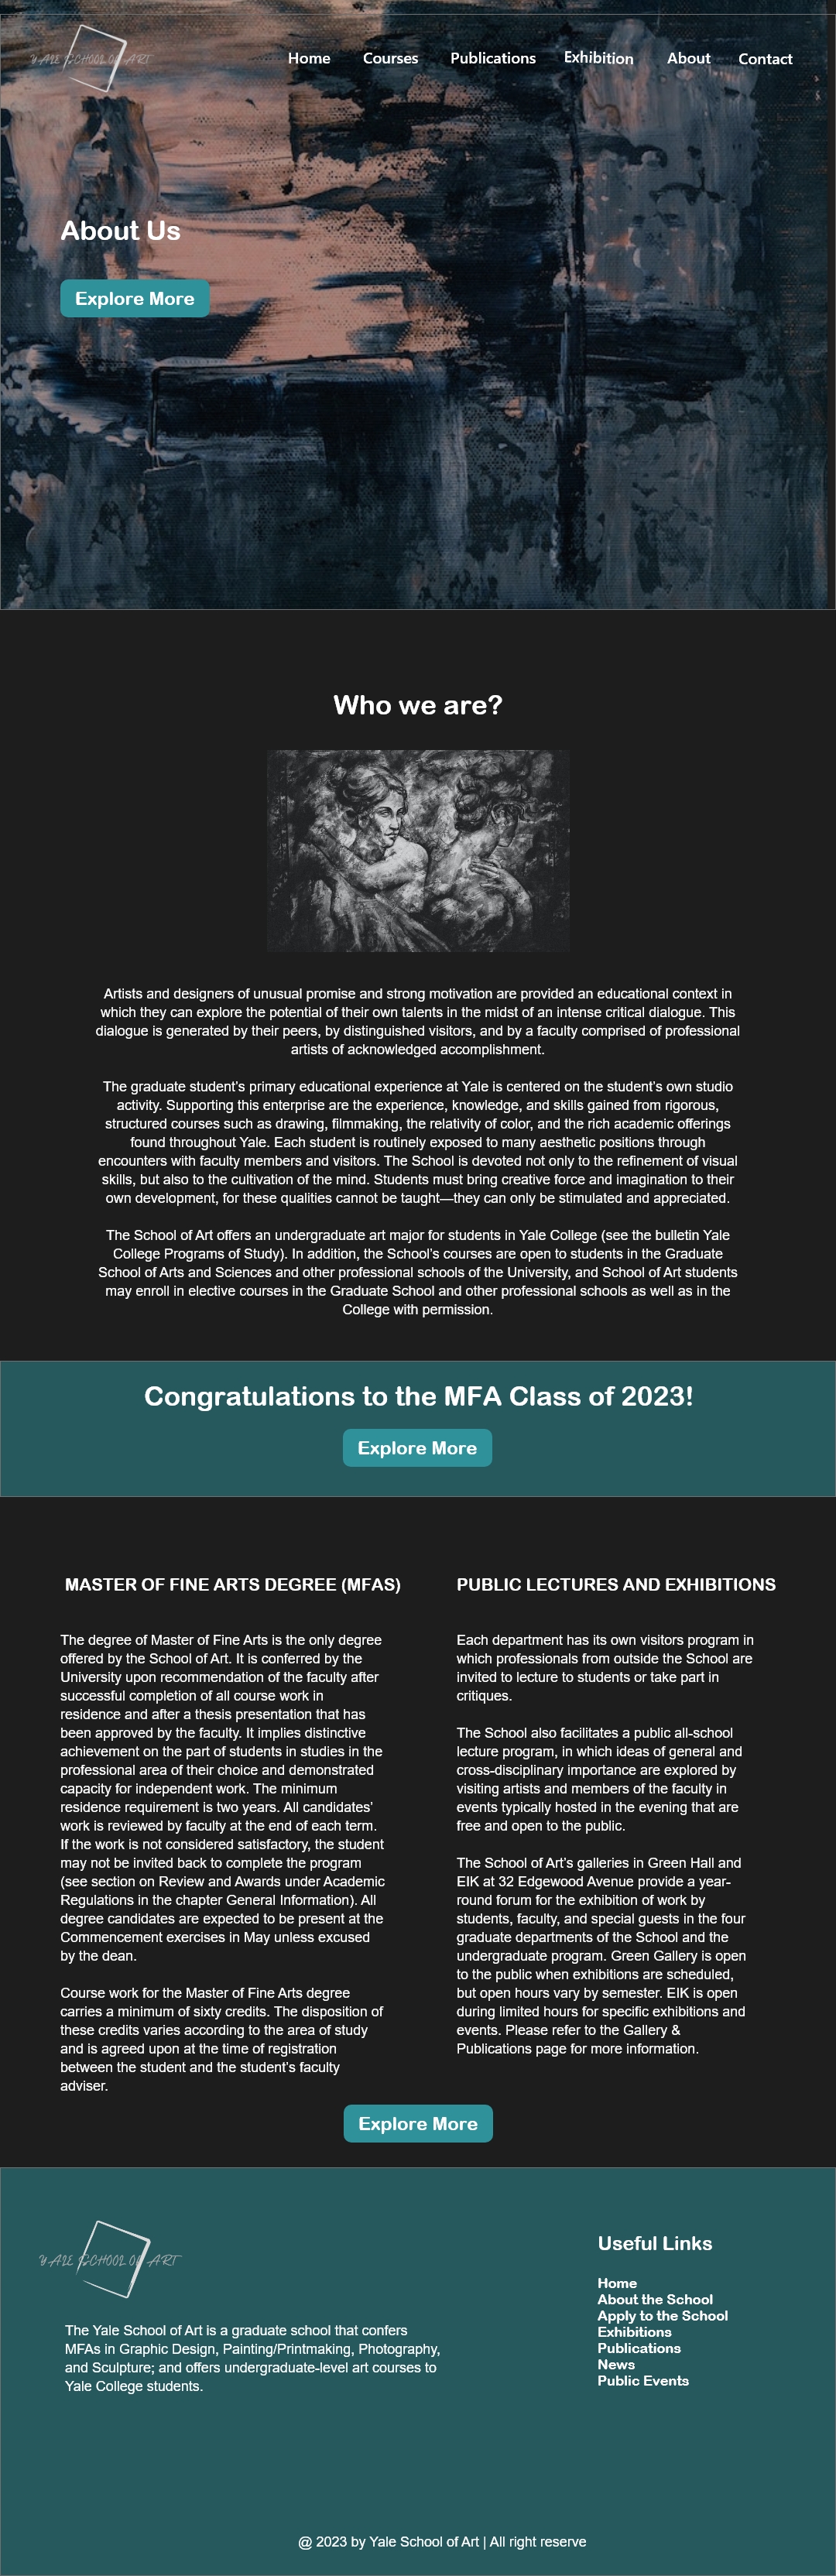 YALE SCHOOL OF ART
Home Courses Publications Exhibition About Contact
About Us
Explore More
Who we are?
Artists and designers of unusual promise and strong motivation are provided an educational context in
which they can explore the potential of their own talents in the midst of an intense critical dialogue. This
dialogue is generated by their peers, by distinguished visitors, and by a faculty comprised of professional
artists of acknowledged accomplishment.
The graduate student's primary educational experience at Yale is centered on the student's own studio
activity. Supporting this enterprise are the experience, knowledge, and skills gained from rigorous,
structured courses such as drawing, filmmaking, the relativity of color, and the rich academic offerings
found throughout Yale. Each student is routinely exposed to many aesthetic positions through
encounters with faculty members and visitors. The School is devoted not only to the refinement of visual
skills, but also to the cultivation of the mind. Students must bring creative force and imagination to their
own development, for these qualities cannot be taught—they can only be stimulated and appreciated.
The School of Art offers an undergraduate art major for students in Yale College (see the bulletin Yale
College Programs of Study). In addition, the School's courses are open to students in the Graduate
School of Arts and Sciences and other professional schools of the University, and School of Art students
may enroll in elective courses in the Graduate School and other professional schools as well as in the
College with permission.
Congratulations to the MFA Class of 2023!
Explore More
MASTER OF FINE ARTS DEGREE (MFAS)
The degree of Master of Fine Arts is the only degree
offered by the School of Art. It is conferred by the
University upon recommendation of the faculty after
successful completion of all course work in
residence and after a thesis presentation that has
been approved by the faculty. It implies distinctive
achievement on the part of students in studies in the
professional area of their choice and demonstrated
capacity for independent work. The minimum
residence requirement is two years. All candidates'
work is reviewed by faculty at the end of each term.
If the work is not considered satisfactory, the student
may not be invited back to complete the program
(see section on Review and Awards under Academic
Regulations in the chapter General Information). All
degree candidates are expected to be present at the
Commencement exercises in May unless excused
by the dean.
Course work for the Master of Fine Arts degree
carries a minimum of sixty credits. The disposition of
these credits varies according to the area of study
and is agreed upon at the time of registration
between the student and the student's faculty
adviser.
PUBLIC LECTURES AND EXHIBITIONS
Each department has its own visitors program in
which professionals from outside the School are
invited to lecture to students or take part in
critiques.
The School also facilitates a public all-school
lecture program, in which ideas of general and
cross-disciplinary importance are explored by
visiting artists and members of the faculty in
events typically hosted in the evening that are
free and open to the public.
The School of Art's galleries in Green Hall and
EIK at 32 Edgewood Avenue provide a year-
round forum for the exhibition of work by
students, faculty, and special guests in the four
graduate departments of the School and the
undergraduate program. Green Gallery is open
to the public when exhibitions are scheduled,
but open hours vary by semester. EIK is open
during limited hours for specific exhibitions and
events. Please refer to the Gallery &
Publications page for more information.
Explore More
YALE SCHOOL OF ART
The Yale School of Art is a graduate school that confers
MFAs in Graphic Design, Painting/Printmaking, Photography,
and Sculpture; and offers undergraduate-level art courses to
Yale College students.
Useful Links
Home
About the School
Apply to the School
Exhibitions
Publications
News
Public Events
@ 2023 by Yale School of Art | All right reserve